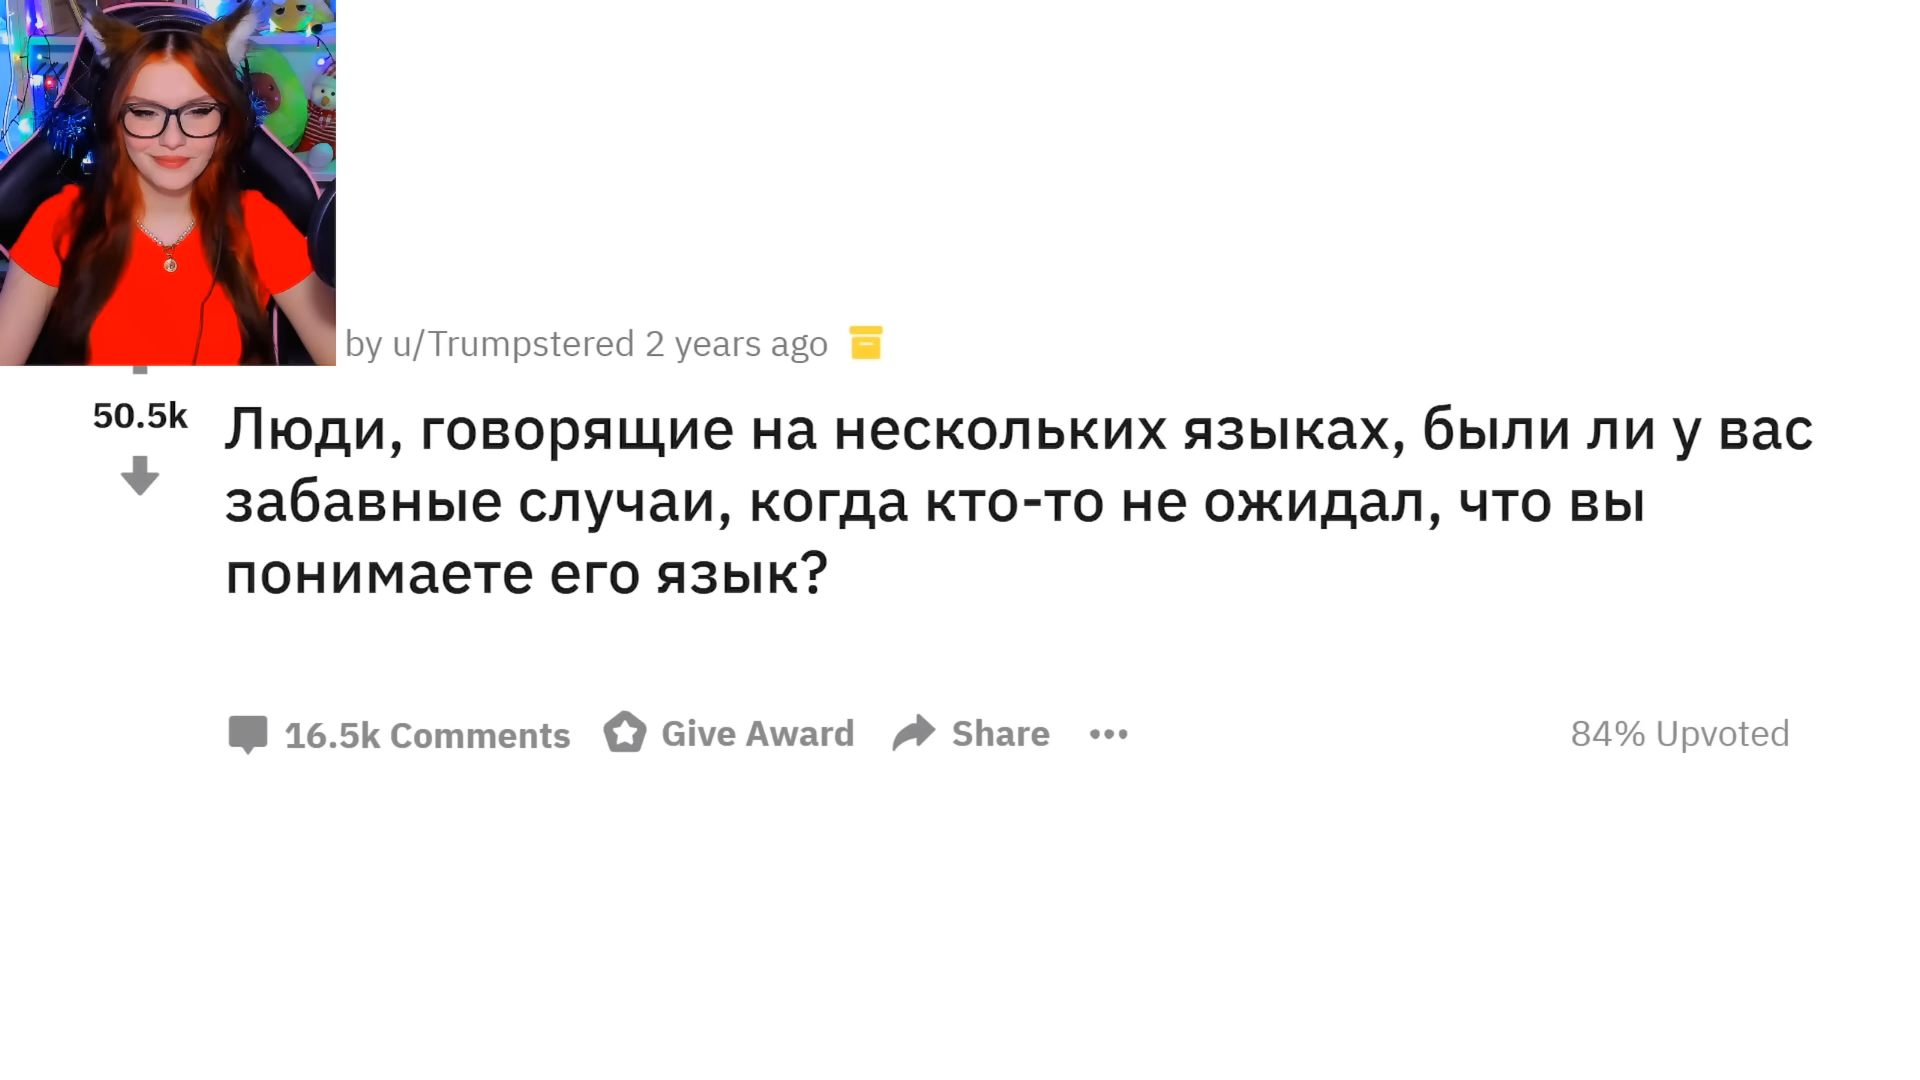 by u/Trumpstered 2 years ago
50.5k
Люди, говорящие на нескольких языках, были ли у вас
забавные случаи, когда кто-то не ожидал, что вы
понимаете его язык?
16.5k Comments Give Award Share ••• 84% Upvoted